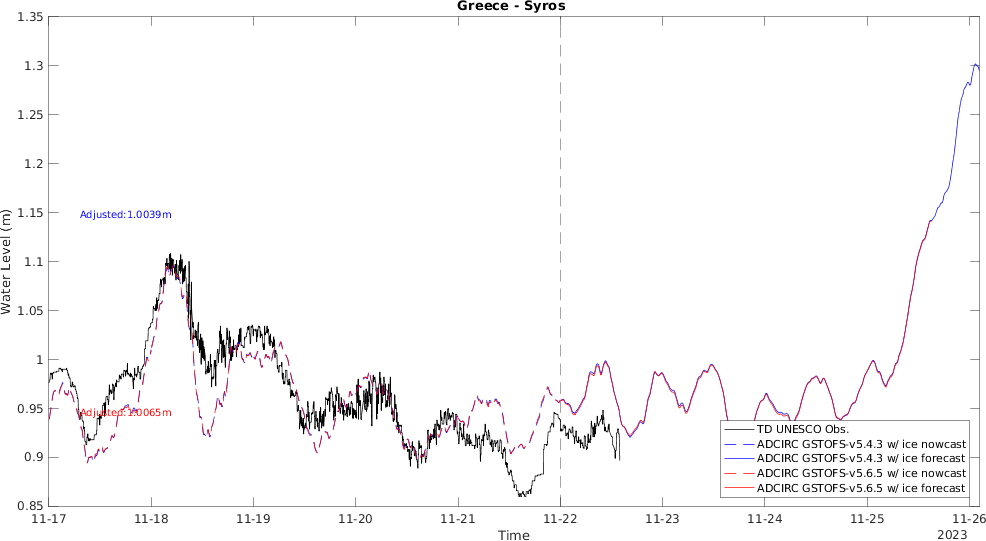 Greece - Syros
1.35
1.3
1.25
1.2
1.15
1.1
1.05
1
0.95
0.9
0.85
Water Level (m)
Adjusted:1.0039m
Adjusted:1.0065m
TD UNESCO Obs.
ADCIRC GSTOFS-v5.4.3 w/ ice nowcast
ADCIRC GSTOFS-v5.4.3 w/ ice forecast
ADCIRC GSTOFS-v5.6.5 w/ ice nowcast
ADCIRC GSTOFS-v5.6.5 w/ ice forecast
11-17 11-18 11-19 11-20 11-21 11-22 11-23 11-24 11-25 11-26
Time
2023